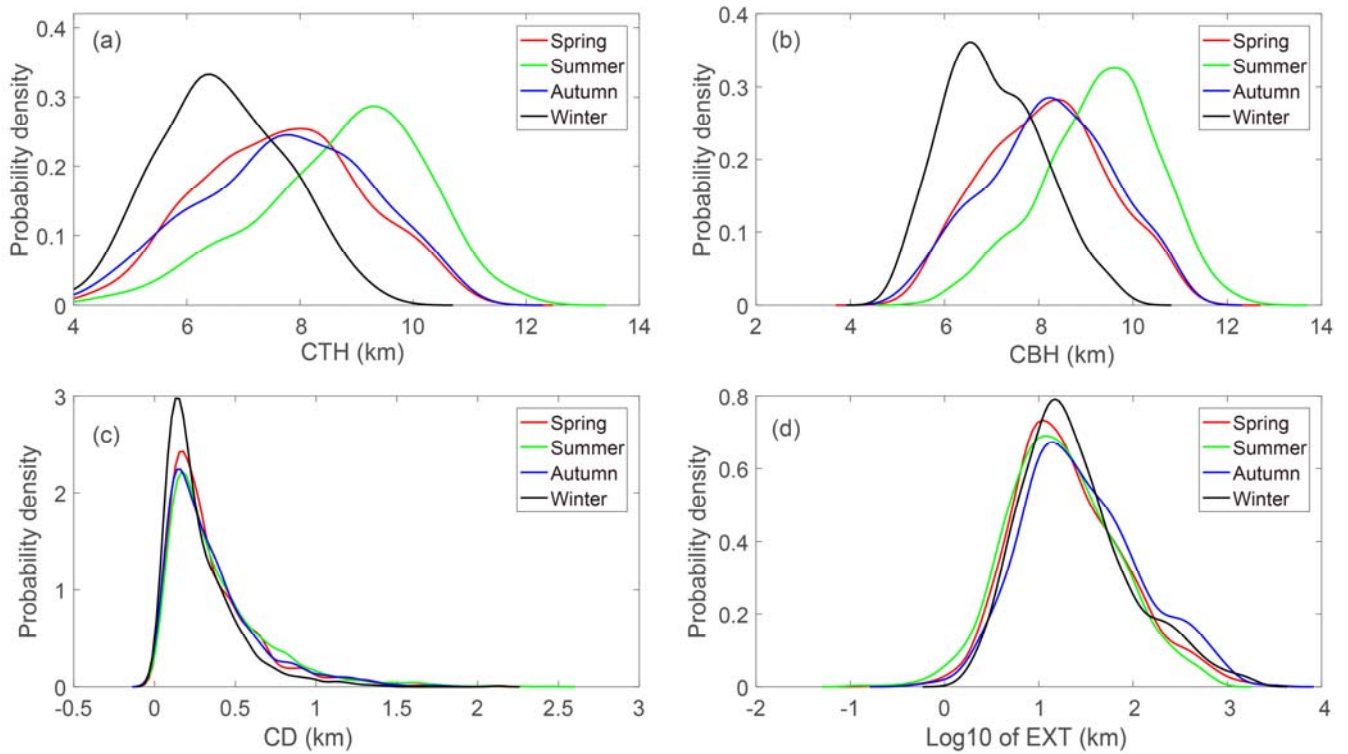 (a)
Spring
Summer
Autumn
Winter
Probability density
0.4
0.3
0.2
0.1
0
4 6 8 10 12 14
CTH (km)
(b)
Spring
Summer
Autumn
Winter
Probability density
0.4
0.3
0.2
0.1
0
2 4 6 8 10 12 14
CBH (km)
(c)
Spring
Summer
Autumn
Winter
Probability density
3
2
1
0
-0.5 0 0.5 1 1.5 2 2.5 3
CD (km)
(d)
Spring
Summer
Autumn
Winter
Probability density
0.8
0.6
0.4
0.2
0
-2 -1 0 1 2 3 4
Log10 of EXT (km)